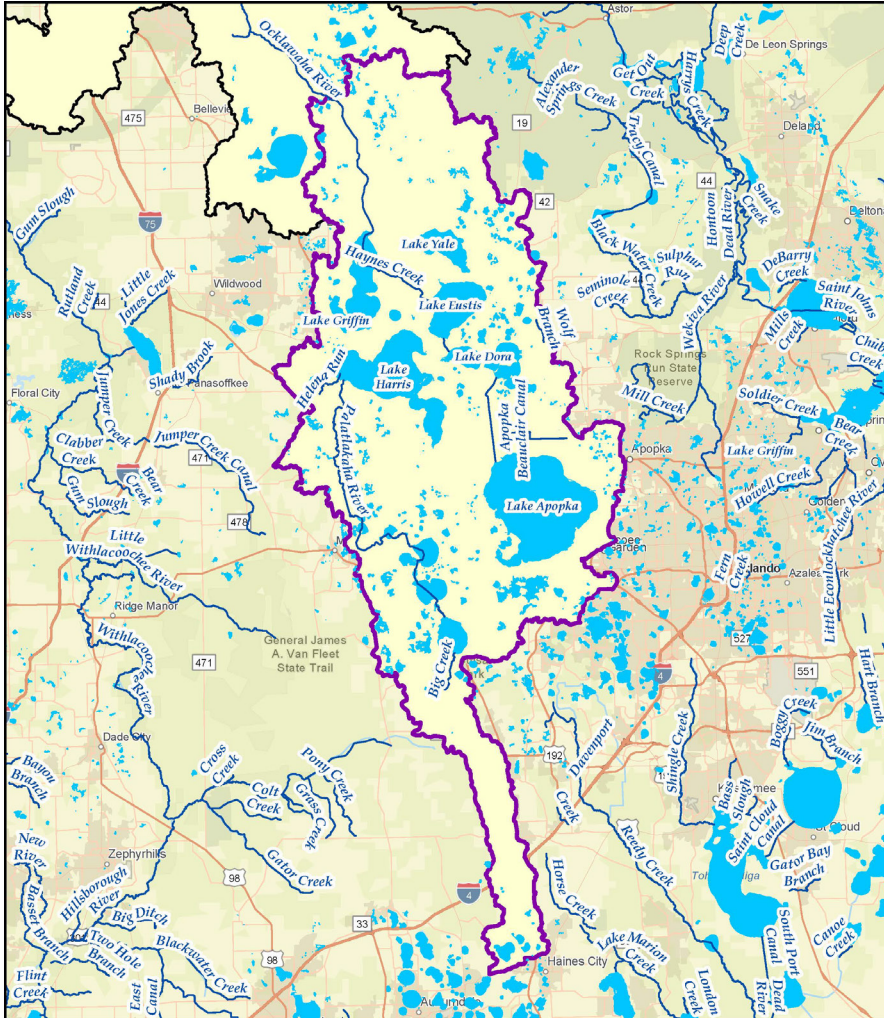 Astor
Ocklawaha River
Deep Creek
De Leon Springs
Get Out Creek
Harrys Creek
Alexander Springs Creek
475
Belleview
19
Deland
Tracy Canal
44
Snake Creek
Hontoon Dead River
42
Gum Slough
75
Black Water Creek
Sulphur Run
Lake Yale
Haynes Creek
Seminole Creek
44
DeBarry Creek
Saint Johns River
Rutland Creek
44
Little Jones Creek
Wildwood
Lake Eustis
Lake Griffin
Wolf Branch
Wekiva River
Mills Creek
Chub Creek
Shady Brook
Panasoffkee
Helena Run
Lake Harris
Lake Dora
Rock Springs Run State Reserve
Floral City
Jumper Creek
Mill Creek
Soldier Creek
Bear Creek
Clabber Creek
Jumper Creek Canal
471
Palatlakaha River
Apopka Beauclair Canal
Apopka
Lake Griffin
Howell Creek
Gum Slough
Bear Creek
Lake Apopka
478
Little Withlacoochee River
Fern Creek
Little Econlockhatchee River
Ridge Manor
Withlacoochee River
General James A. Van Fleet State Trail
471
Big Creek
527
4
551
Hart Branch
Dade City
192
Davenport Creek
Shingle Creek
Boggy Creek
Jim Branch
Bayou Branch
Cross Creek
Colt Creek
Pony Creek
Grass Creek
Bass Slough
Saint Cloud Canal
Reedy Creek
Gator Bay Branch
New River
Zephyrhills
98
Gator Creek
Hillsborough River
Basset Branch
Big Ditch
4
33
Horse Creek
Two Hole Branch
Blackwater Creek
98
Lake Marion Creek
Haines City
South Port Canal
Canoe Creek
Flint Creek
East Canal
London Creek
Dead River